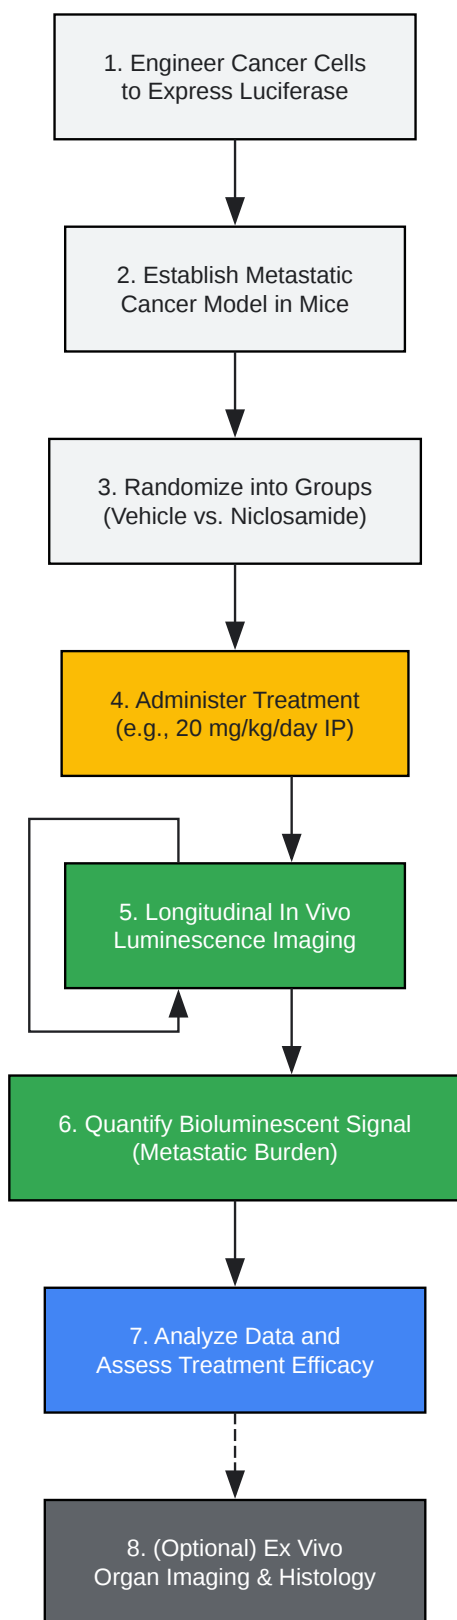 1. Engineer Cancer Cells
to Express Luciferase
2. Establish Metastatic
Cancer Model in Mice
3. Randomize into Groups
(Vehicle vs. Niclosamide)
4. Administer Treatment
(e.g., 20 mg/kg/day IP)
5. Longitudinal In Vivo
Luminescence Imaging
6. Quantify Bioluminescent Signal
(Metastatic Burden)
7. Analyze Data and
Assess Treatment Efficacy
8. (Optional) Ex Vivo
Organ Imaging & Histology